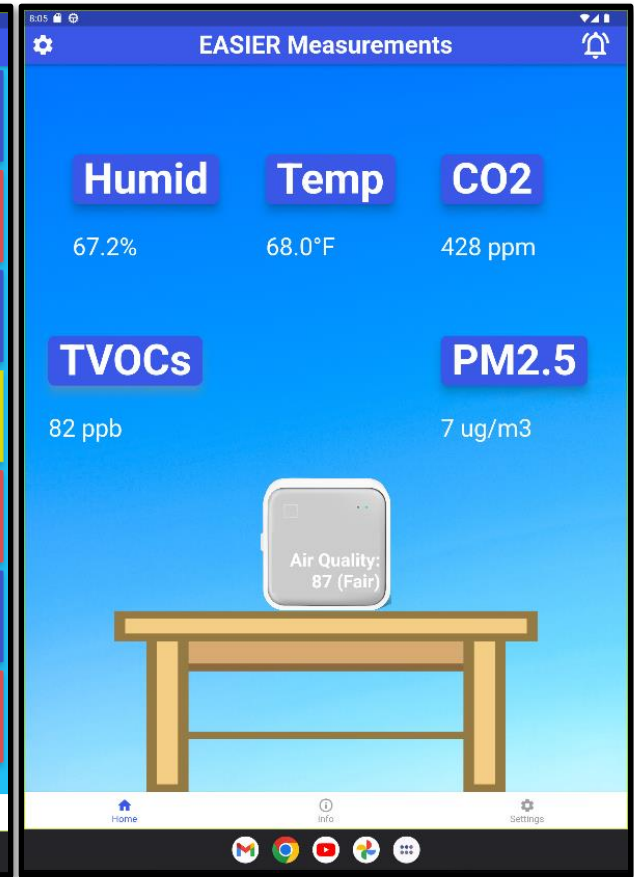 8:05
EASIER Measurements
Humid Temp CO2
67.2% 68.0°F 428 ppm
TVOCs PM2.5
82 ppb 7 ug/m3
Air Quality:
87 (Fair)
Home Info Settings